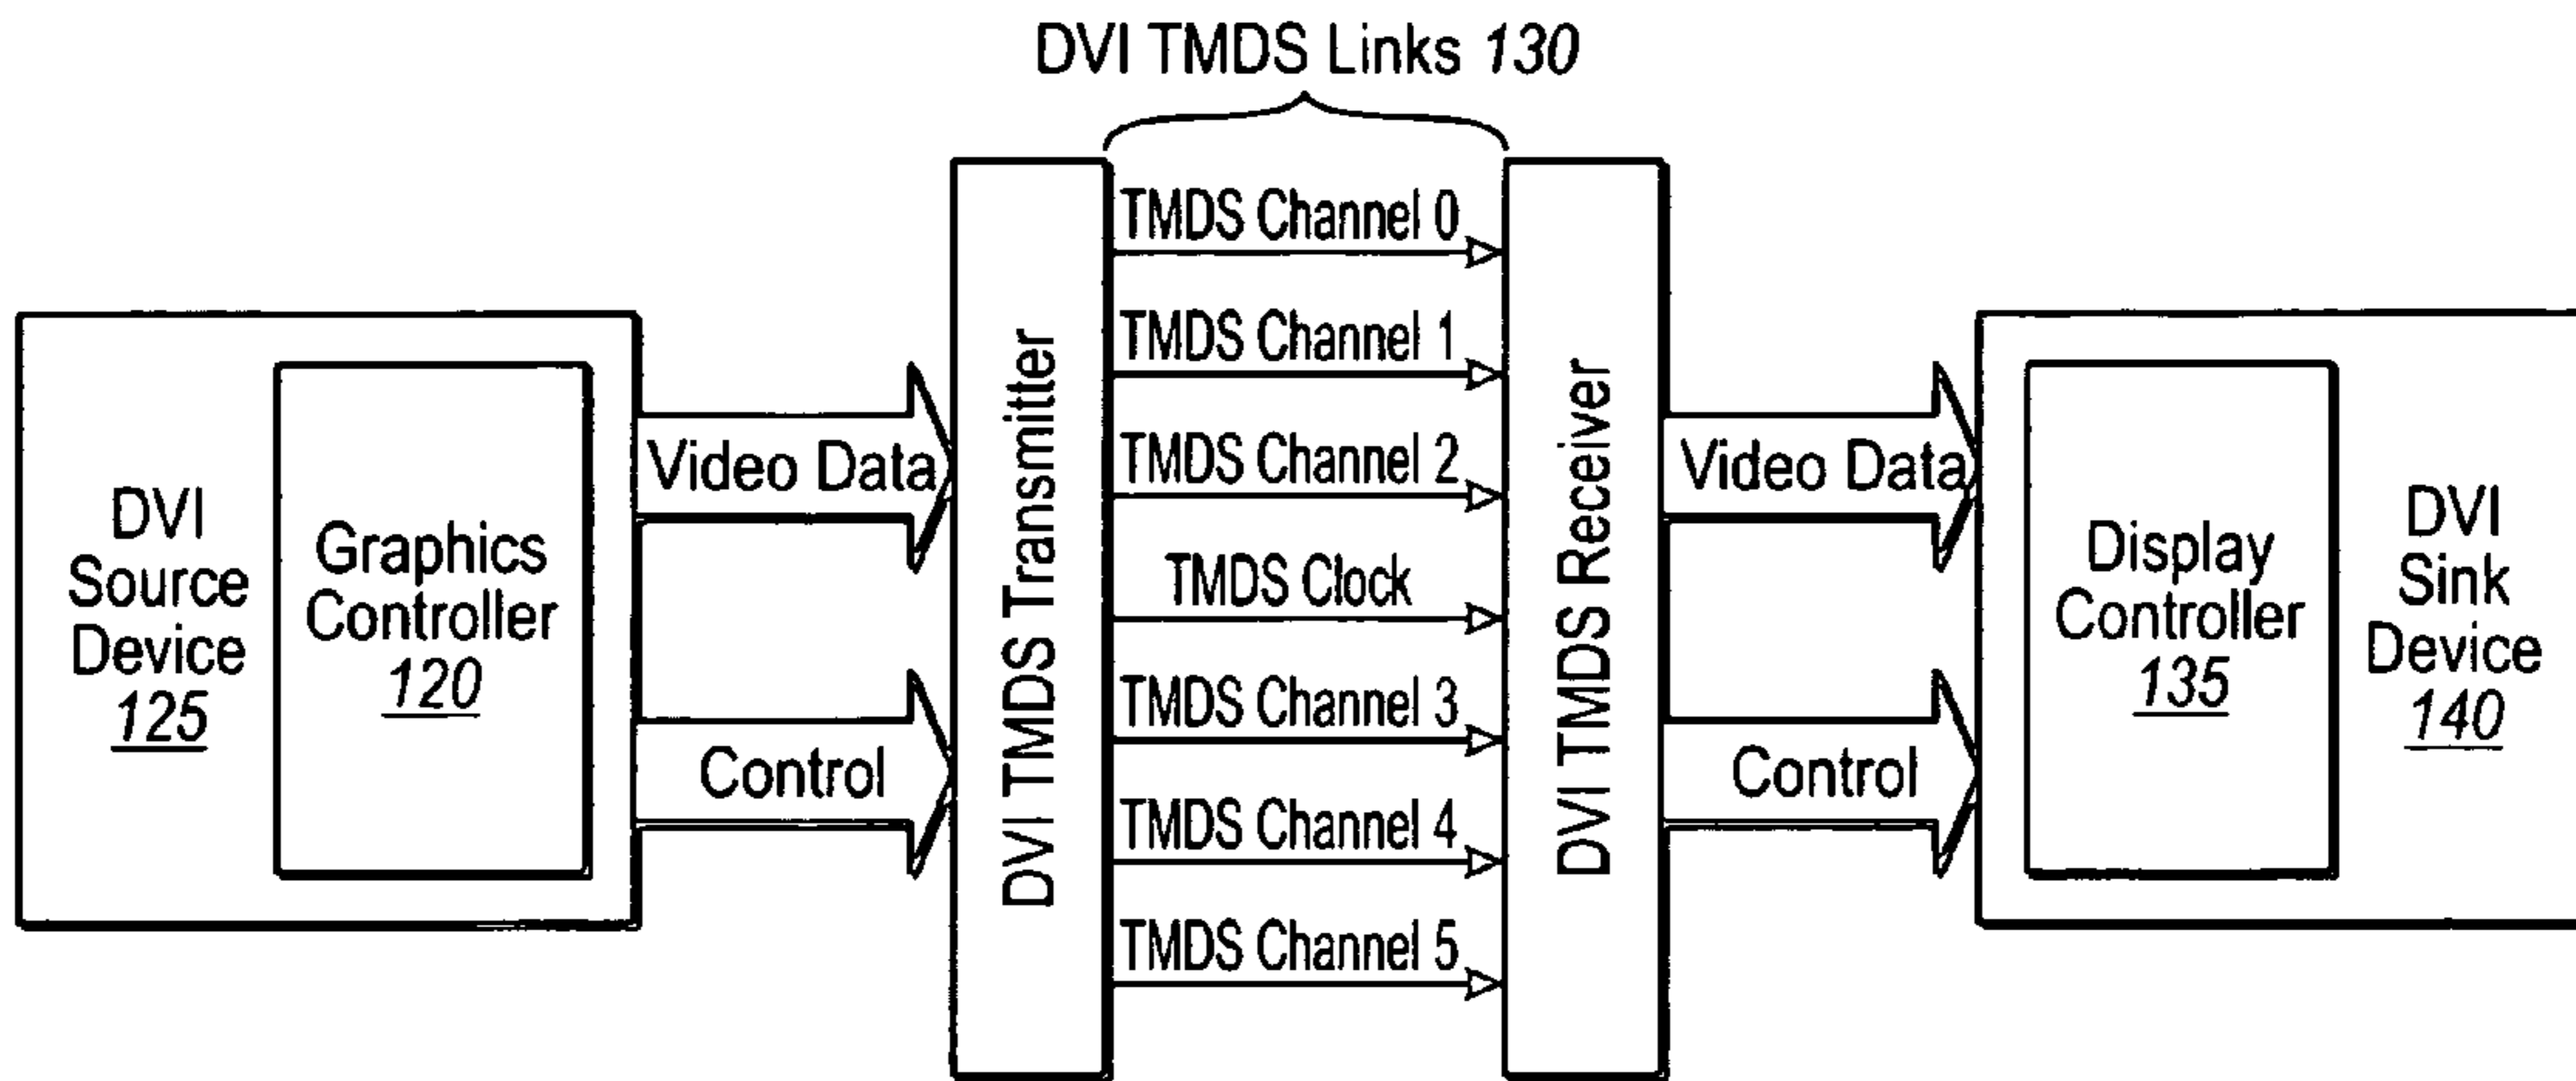 DVI TMDS Links 130
DVI
Source
Device
125
Graphics
Controller
120
Video Data
Control
DVI TMDS Transmitter
TMDS Channel 0
TMDS Channel 1
TMDS Channel 2
TMDS Clock
TMDS Channel 3
TMDS Channel 4
TMDS Channel 5
DVI TMDS Receiver
Video Data
Control
Display
Controller
135
DVI
Sink
Device
140